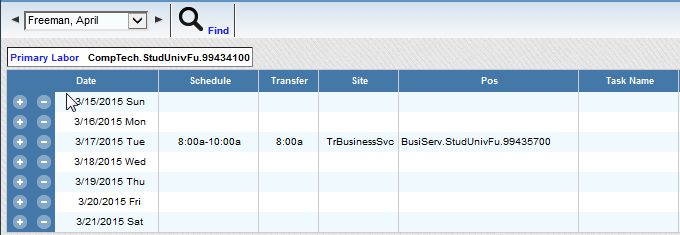 Freeman, April
Find
Primary Labor CompTech.StudUnivFu.99434100
Date Schedule Transfer Site Pos Task Name
3/15/2015 Sun
3/16/2015 Mon
3/17/2015 Tue 8:00a-10:00a 8:00a TrBusinessSvc BusiServ.StudUnivFu.99435700
3/18/2015 Wed
3/19/2015 Thu
3/20/2015 Fri
3/21/2015 Sat